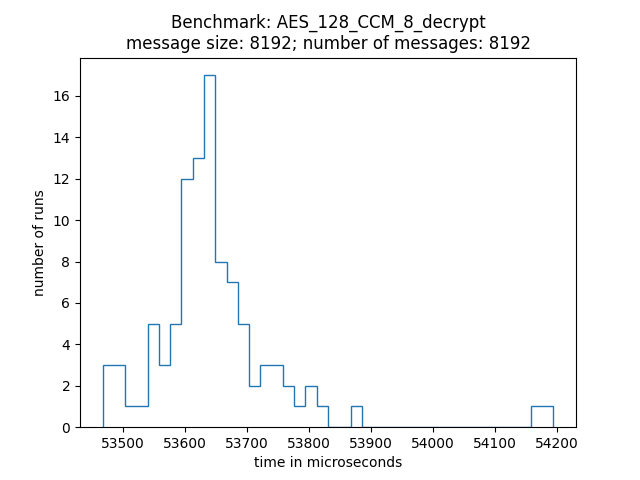 Benchmark: AES_128_CCM_8_decrypt
message size: 8192; number of messages: 8192
number of runs
16
14
12
10
8
6
4
2
0
53500 53600 53700 53800 53900 54000 54100 54200
time in microseconds